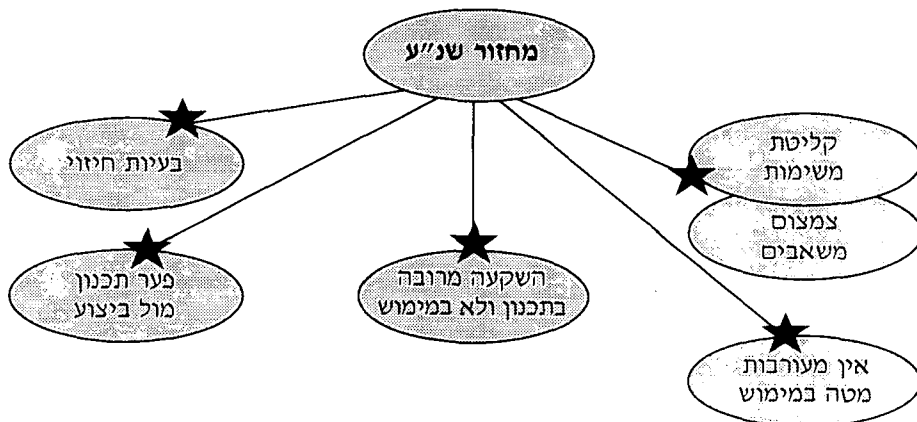 מחזור שנ״ע
קליטת
משימות
בעיות חיזוי
צמצום
משאבים
השקעה מרובה
בתכנון ולא במימוש
פער תכנון
מול ביצוע
אין מעורבות
מטה במימוש